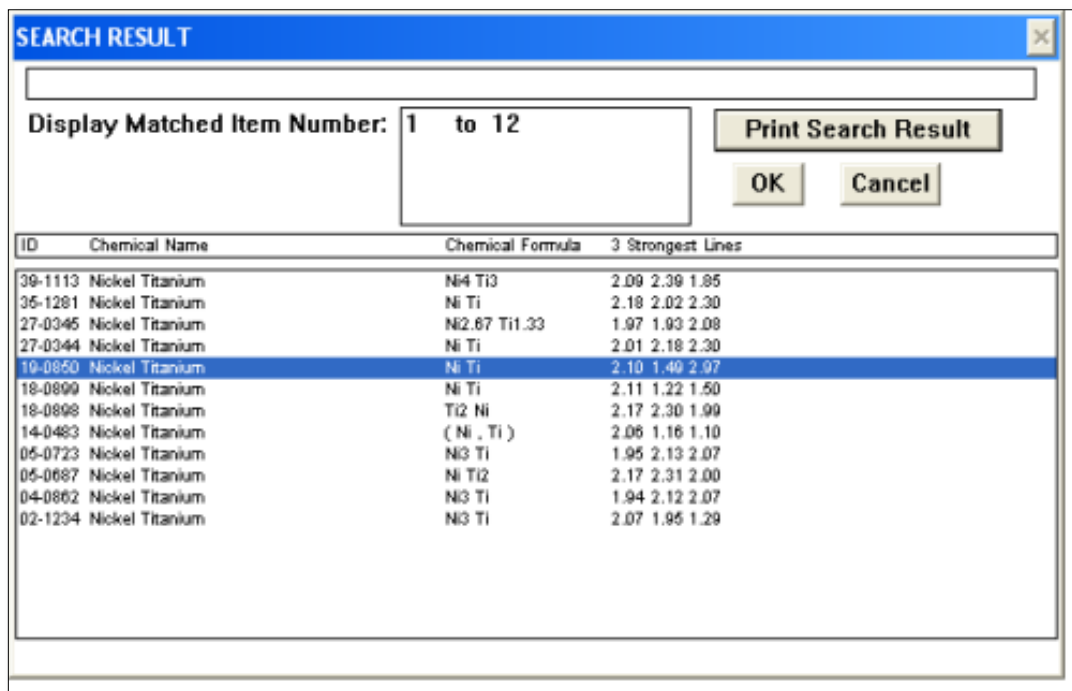 SEARCH RESULT
Display Matched Item Number: 1 to 12
Print Search Result
OK Cancel
ID Chemical Name Chemical Formula 3 Strongest Lines
39-1113 Nickel Titanium Ni4 Ti3 2.09 2.39 1.85
35-1281 Nickel Titanium Ni Ti 2.18 2.02 2.30
27-0345 Nickel Titanium Ni2.67 Ti1.33 1.97 1.93 2.08
27-0344 Nickel Titanium Ni Ti 2.01 2.18 2.30
19-0850 Nickel Titanium Ni Ti 2.10 1.49 2.97
18-0899 Nickel Titanium Ni Ti 2.11 1.22 1.50
18-0898 Nickel Titanium Ti2 Ni 2.17 2.30 1.99
14-0483 Nickel Titanium ( Ni , Ti ) 2.06 1.16 1.10
05-0723 Nickel Titanium Ni3 Ti 1.95 2.13 2.07
05-0687 Nickel Titanium Ni Ti2 2.17 2.31 2.00
04-0862 Nickel Titanium Ni3 Ti 1.94 2.12 2.07
02-1234 Nickel Titanium Ni3 Ti 2.07 1.95 1.29